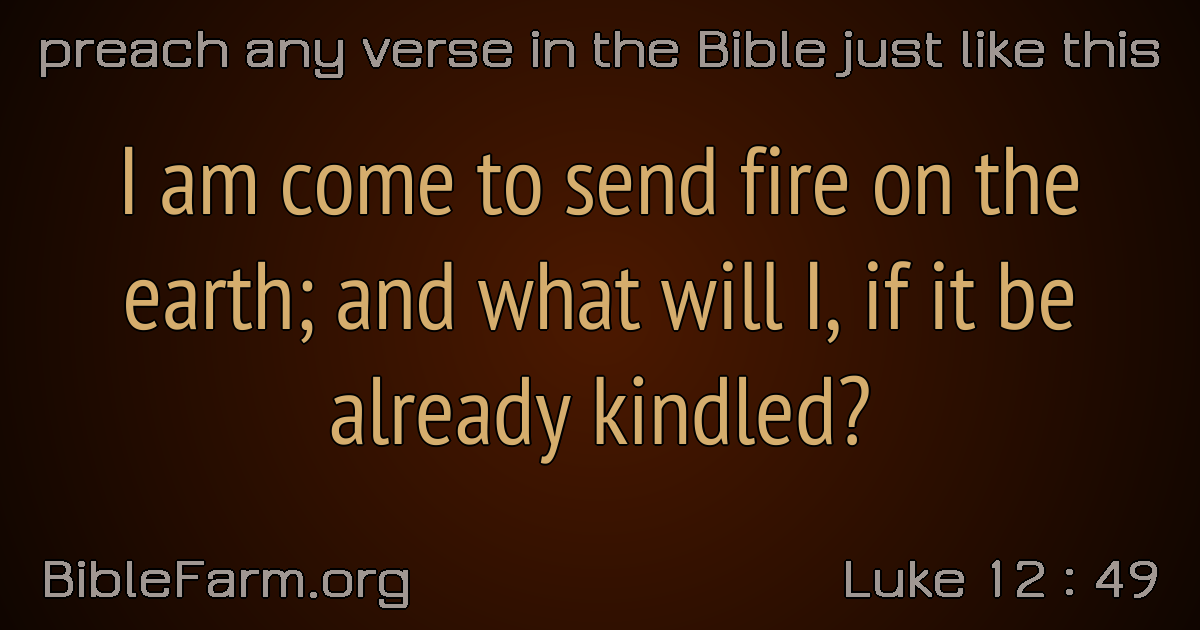 preach any verse in the Bible just like this
I am come to send fire on the
earth; and what will I, if it be
already kindled?
BibleFarm.org
Luke 12 : 49